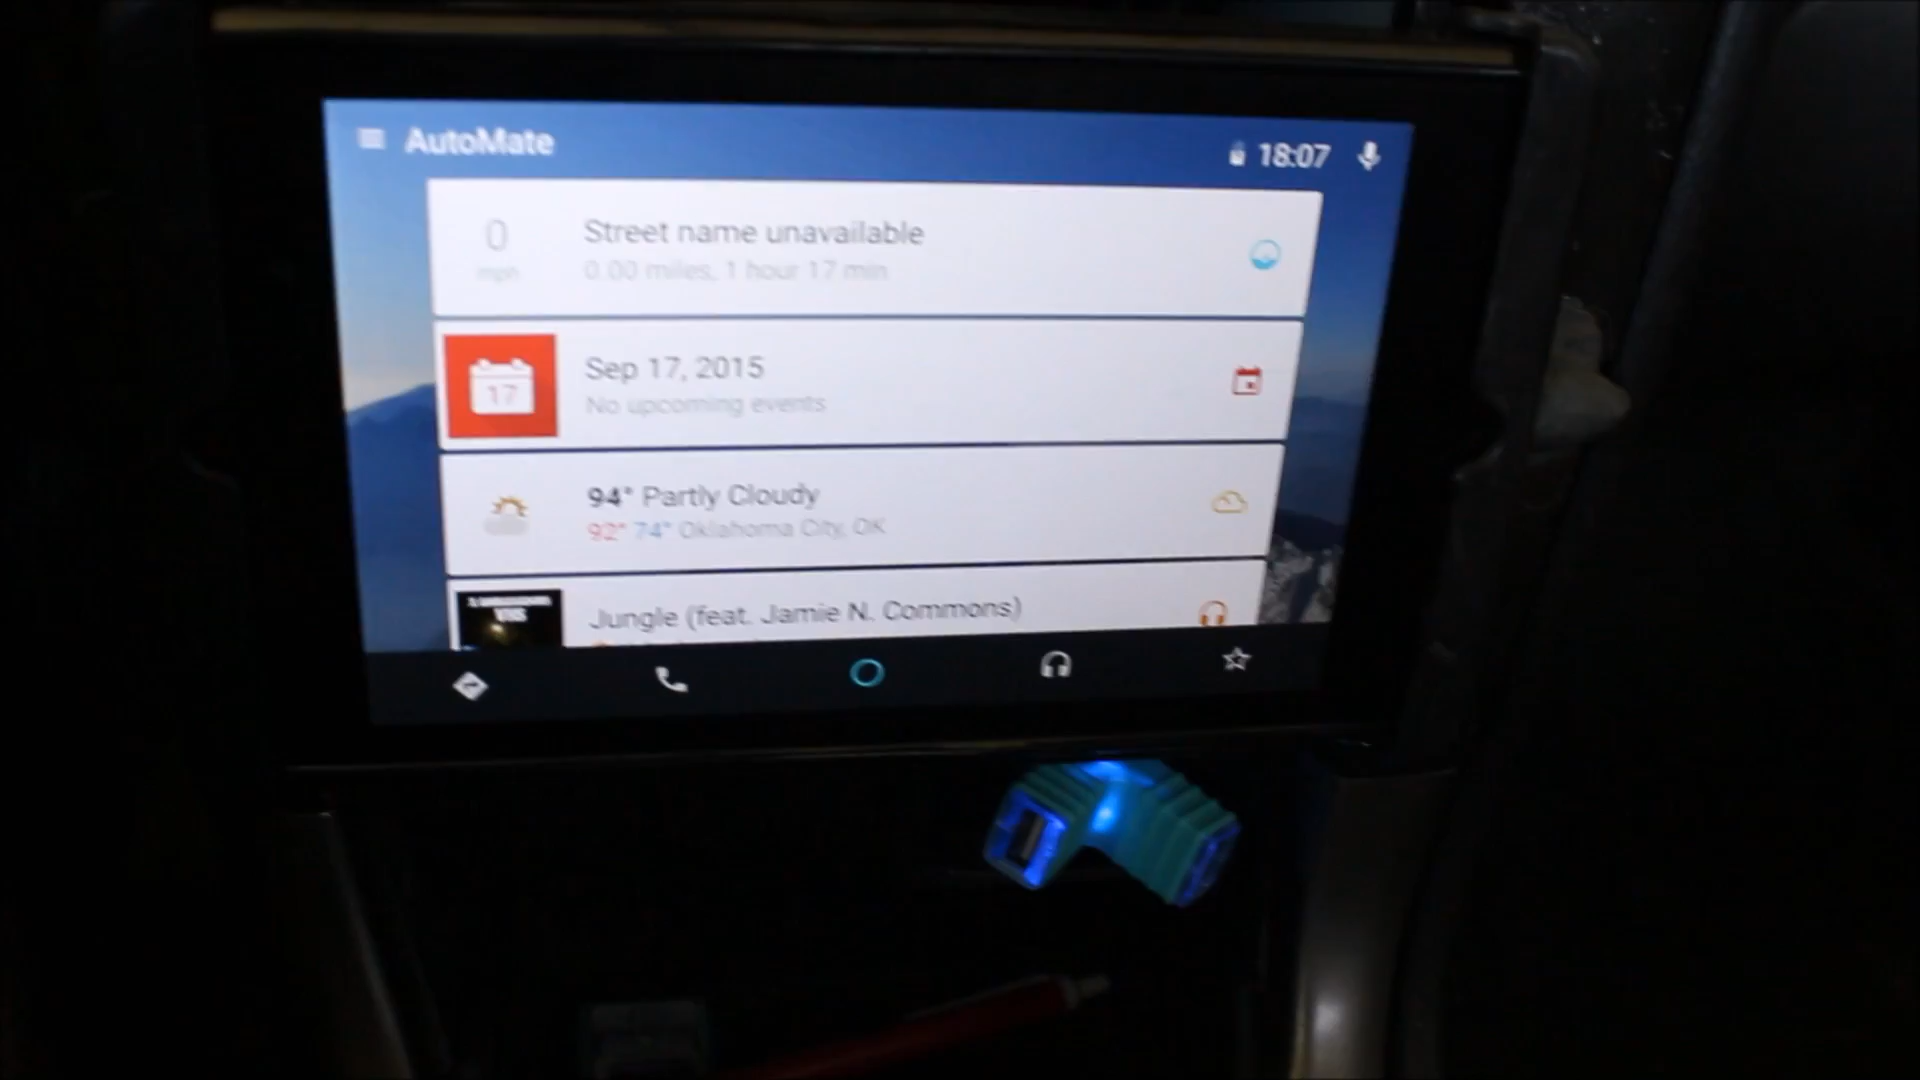 AutoMate
18:07
0
mph
Street name unavailable
0.00 miles, 1 hour 17 min
17
Sep 17, 2015
No upcoming events
94° Partly Cloudy
92° 74° Oklahoma City, OK
Jungle (feat. Jamie N. Commons)